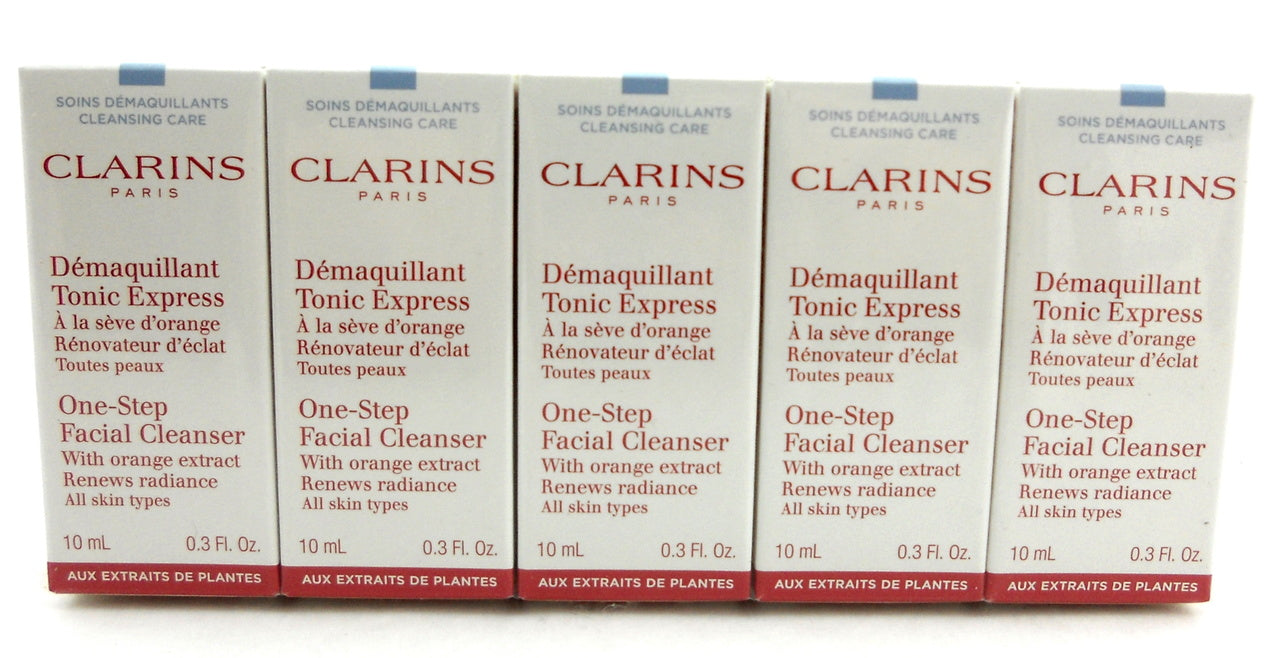 SOINS DÉMAQUILLANTS
CLEANSING CARE
CLARINS
PARIS
Démaquillant
Tonic Express
À la sève d'orange
Rénovateur d'éclat
Toutes peaux
One-Step
Facial Cleanser
With orange extract
Renews radiance
All skin types
10 mL 0.3 Fl. Oz.
AUX EXTRAITS DE PLANTES
SOINS DÉMAQUILLANTS
CLEANSING CARE
CLARINS
PARIS
Démaquillant
Tonic Express
À la sève d'orange
Rénovateur d'éclat
Toutes peaux
One-Step
Facial Cleanser
With orange extract
Renews radiance
All skin types
10 mL 0.3 Fl. Oz.
AUX EXTRAITS DE PLANTES
SOINS DÉMAQUILLANTS
CLEANSING CARE
CLARINS
PARIS
Démaquillant
Tonic Express
À la sève d'orange
Rénovateur d'éclat
Toutes peaux
One-Step
Facial Cleanser
With orange extract
Renews radiance
All skin types
10 mL 0.3 Fl. Oz.
AUX EXTRAITS DE PLANTES
SOINS DÉMAQUILLANTS
CLEANSING CARE
CLARINS
PARIS
Démaquillant
Tonic Express
À la sève d'orange
Rénovateur d'éclat
Toutes peaux
One-Step
Facial Cleanser
With orange extract
Renews radiance
All skin types
10 mL 0.3 Fl. Oz.
AUX EXTRAITS DE PLANTES
SOINS DÉMAQUILLANTS
CLEANSING CARE
CLARINS
PARIS
Démaquillant
Tonic Express
À la sève d'orange
Rénovateur d'éclat
Toutes peaux
One-Step
Facial Cleanser
With orange extract
Renews radiance
All skin types
10 mL 0.3 Fl. Oz.
AUX EXTRAITS DE PLANTES